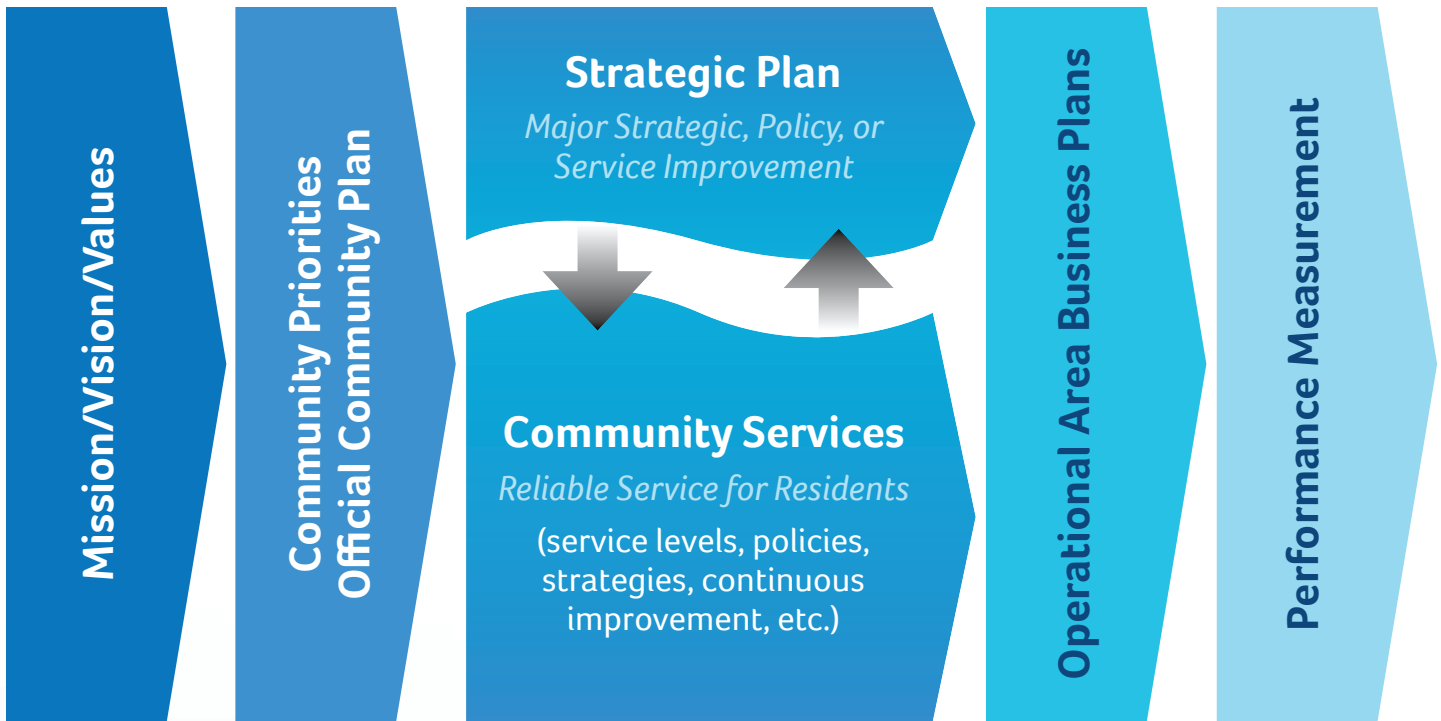 Mission/Vision/Values
Community Priorities
Official Community Plan
Strategic Plan
Major Strategic, Policy, or
Service Improvement
Community Services
Reliable Service for Residents
(service levels, policies,
strategies, continuous
improvement, etc.)
Operational Area Business Plans
Performance Measurement